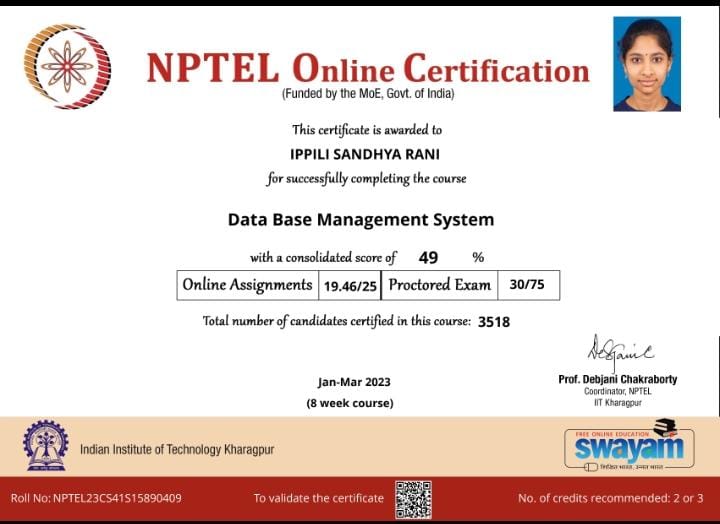 NPTEL Online Certification
(Funded by the MoE, Govt. of India)
This certificate is awarded to
IPPILI SANDHYA RANI
for successfully completing the course
Data Base Management System
with a consolidated score of 49 %
Online Assignments 19.46/25 Proctored Exam 30/75
Total number of candidates certified in this course: 3518
Jan-Mar 2023
(8 week course)
Prof. Debjani Chakraborty
Coordinator, NPTEL
IIT Kharagpur
Indian Institute of Technology Kharagpur
FREE ONLINE EDUCATION
swayam
शिक्षित भारत, उन्नत भारत
Roll No: NPTEL23CS41S15890409
To validate the certificate
No. of credits recommended: 2 or 3